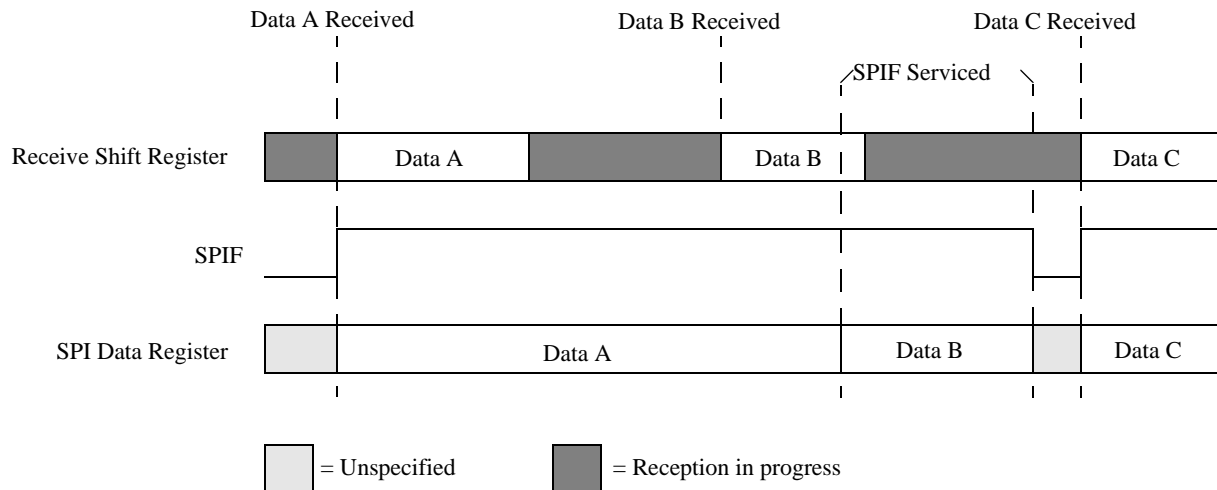 Data A Received
Data B Received
Data C Received
SPIF Serviced
Receive Shift Register
Data A
Data B
Data C
SPIF
SPI Data Register
Data A
Data B
Data C
= Unspecified
= Reception in progress